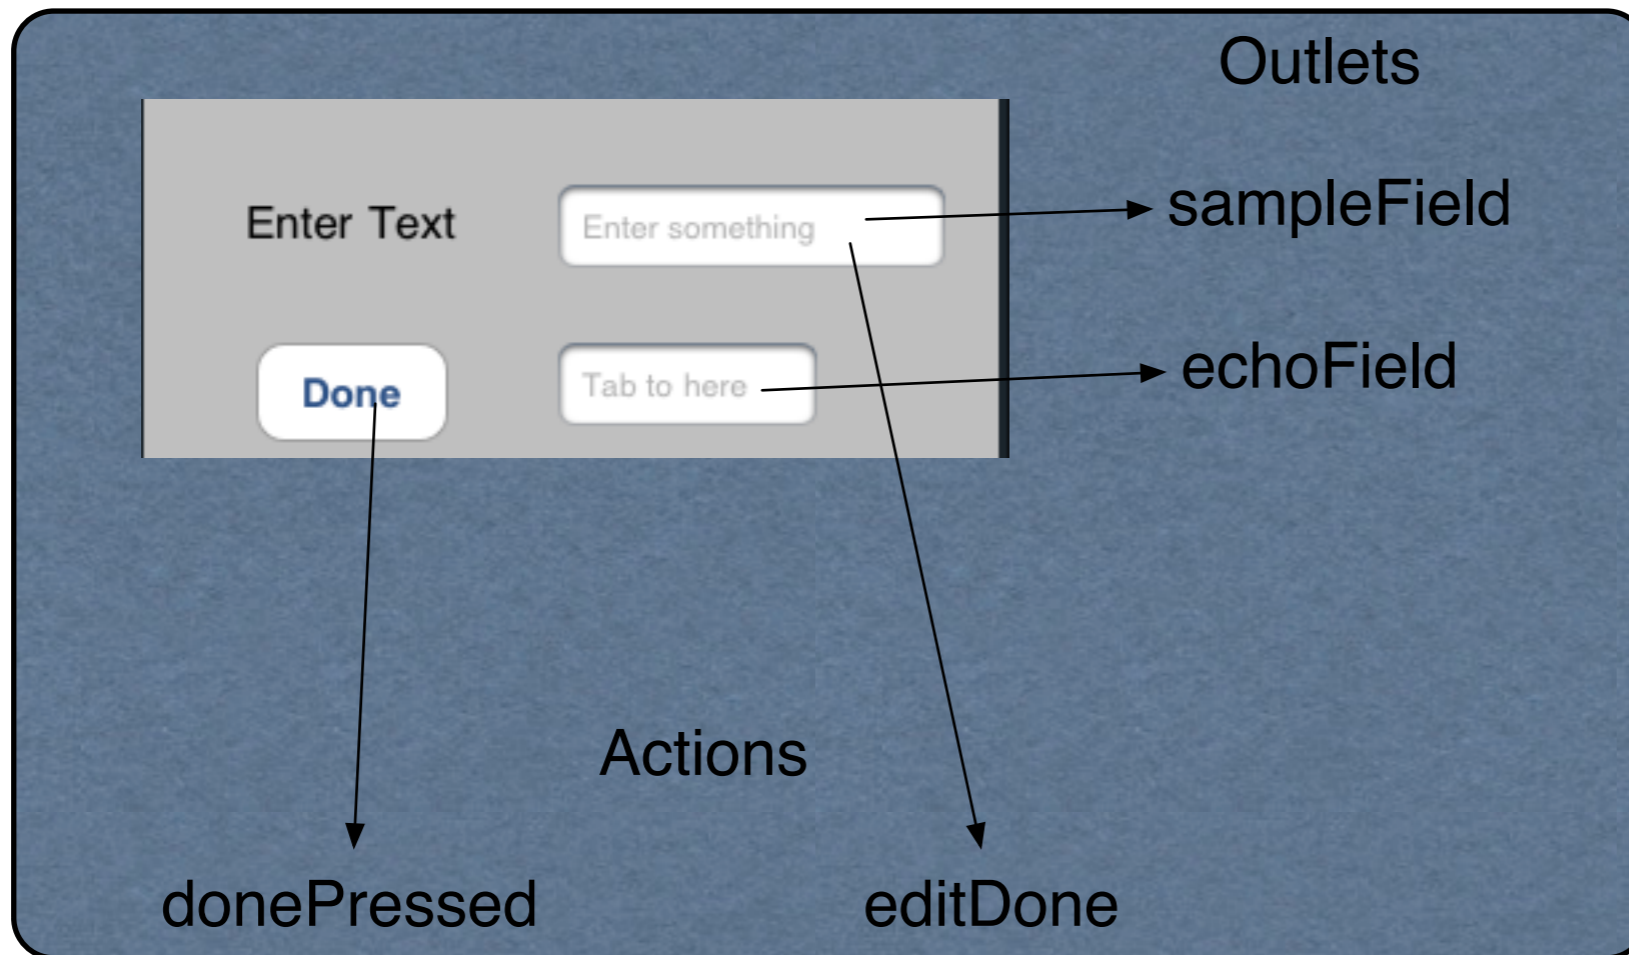 Outlets
Enter Text
Enter something
sampleField
Done
Tab to here
echoField
Actions
donePressed
editDone